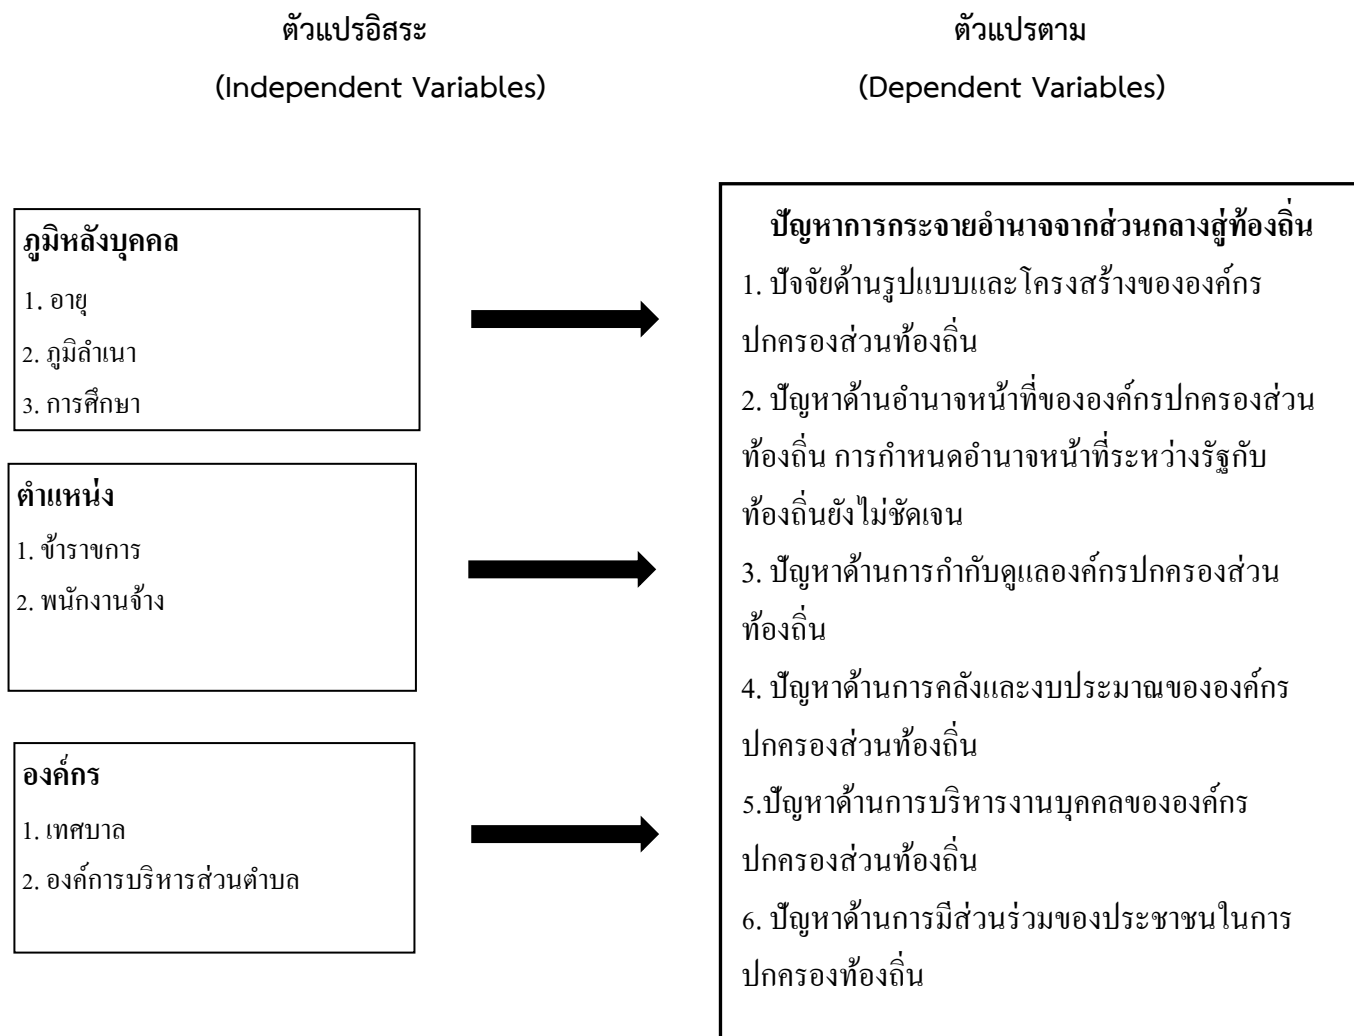 ตัวแปรอิสระ
(Independent Variables)
ตัวแปรตาม
(Dependent Variables)
ภูมิหลังบุคคล
1. อายุ
2. ภูมิลำเนา
3. การศึกษา
ตำแหน่ง
1. ข้าราขการ
2. พนักงานจ้าง
องค์กร
1. เทศบาล
2. องค์การบริหารส่วนตำบล
ปัญหาการกระจายอำนาจจากส่วนกลางสู่ท้องถิ่น
1. ปัจจัยด้านรูปแบบและโครงสร้างขององค์กร
ปกครองส่วนท้องถิ่น
2. ปัญหาด้านอำนาจหน้าที่ขององค์กรปกครองส่วน
ท้องถิ่น การกำหนดอำนาจหน้าที่ระหว่างรัฐกับ
ท้องถิ่นยังไม่ชัดเจน
3. ปัญหาด้านการกำกับดูแลองค์กรปกครองส่วน
ท้องถิ่น
4. ปัญหาด้านการคลังและงบประมาณขององค์กร
ปกครองส่วนท้องถิ่น
5.ปัญหาด้านการบริหารงานบุคคลขององค์กร
ปกครองส่วนท้องถิ่น
6. ปัญหาด้านการมีส่วนร่วมของประชาชนในการ
ปกครองท้องถิ่น